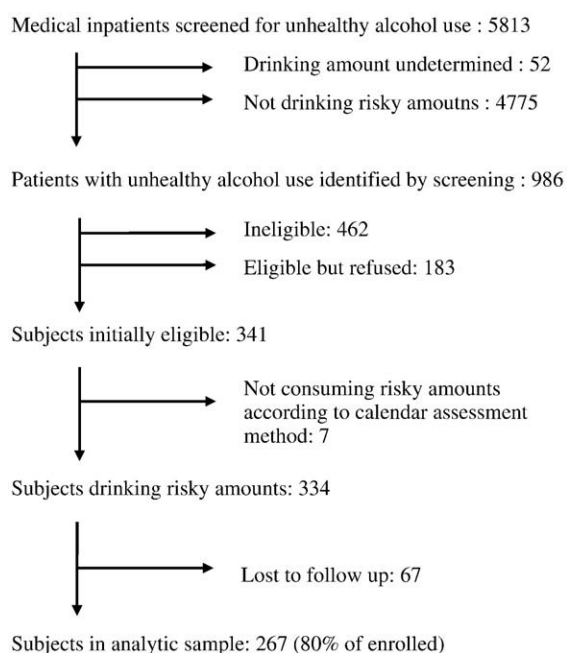 Medical inpatients screened for unhealthy alcohol use : 5813
Drinking amount undetermined : 52
Not drinking risky amoutns : 4775
Patients with unhealthy alcohol use identified by screening : 986
Ineligible: 462
Eligible but refused: 183
Subjects initially eligible: 341
Not consuming risky amounts
according to calendar assessment
method: 7
Subjects drinking risky amounts: 334
Lost to follow up: 67
Subjects in analytic sample: 267 (80% of enrolled)